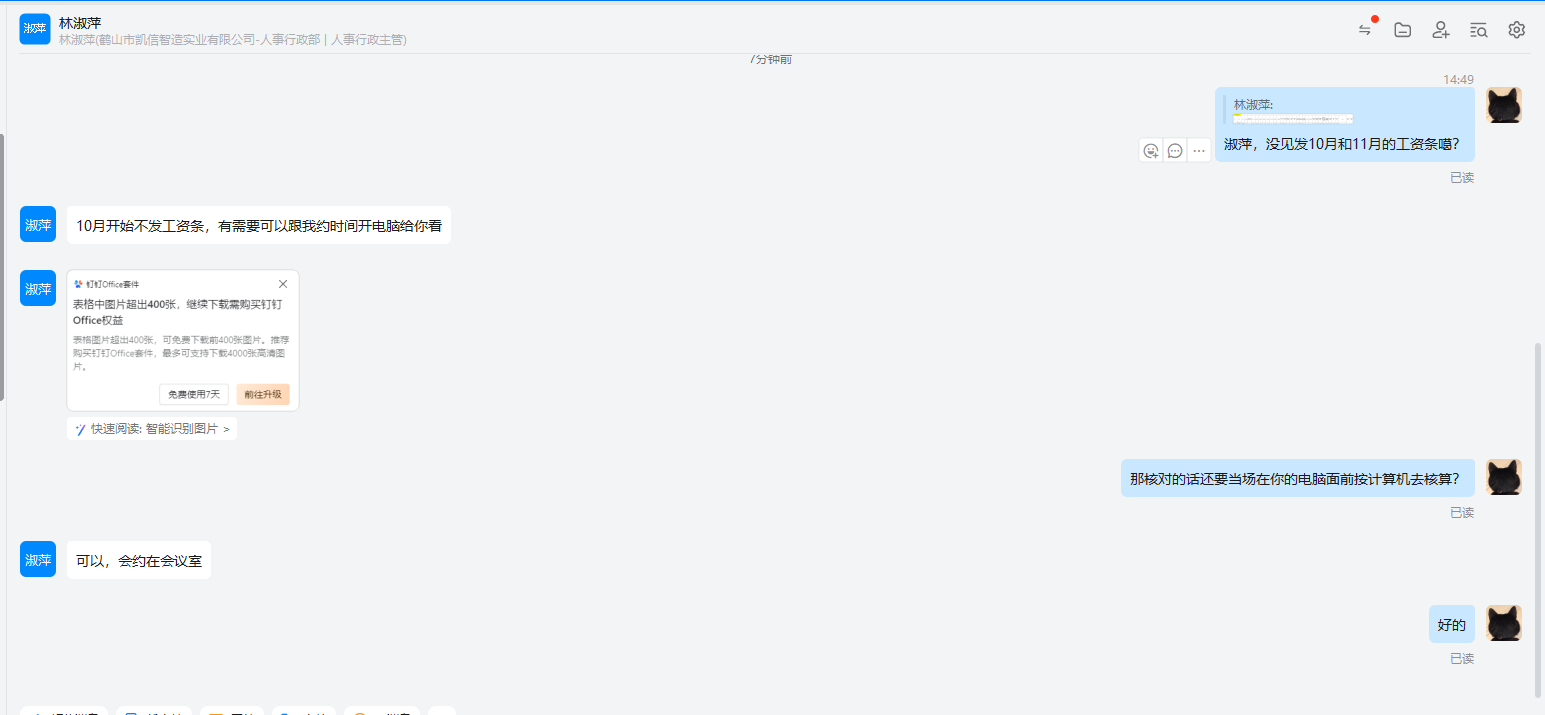 淑萍
林淑萍
林淑萍(鹤山市凯信智造实业有限公司-人事行政部 | 人事行政主管)
7分钟前
14:49
林淑萍:
淑萍，没见发10月和11月的工资条噶?
已读
淑萍
10月开始不发工资条，有需要可以跟我约时间开电脑给你看
淑萍
钉钉Office套件
表格中图片超出400张，继续下载需购买钉钉
Office权益
表格图片超出400张，可免费下载前400张图片。推荐
购买钉钉Office套件，最多可支持下载4000张高清图
片。
免费使用7天
前往升级
快速阅读: 智能识别图片 >
那核对的话还要当场在你的电脑面前按计算机去核算?
已读
淑萍
可以，会约在会议室
好的
已读